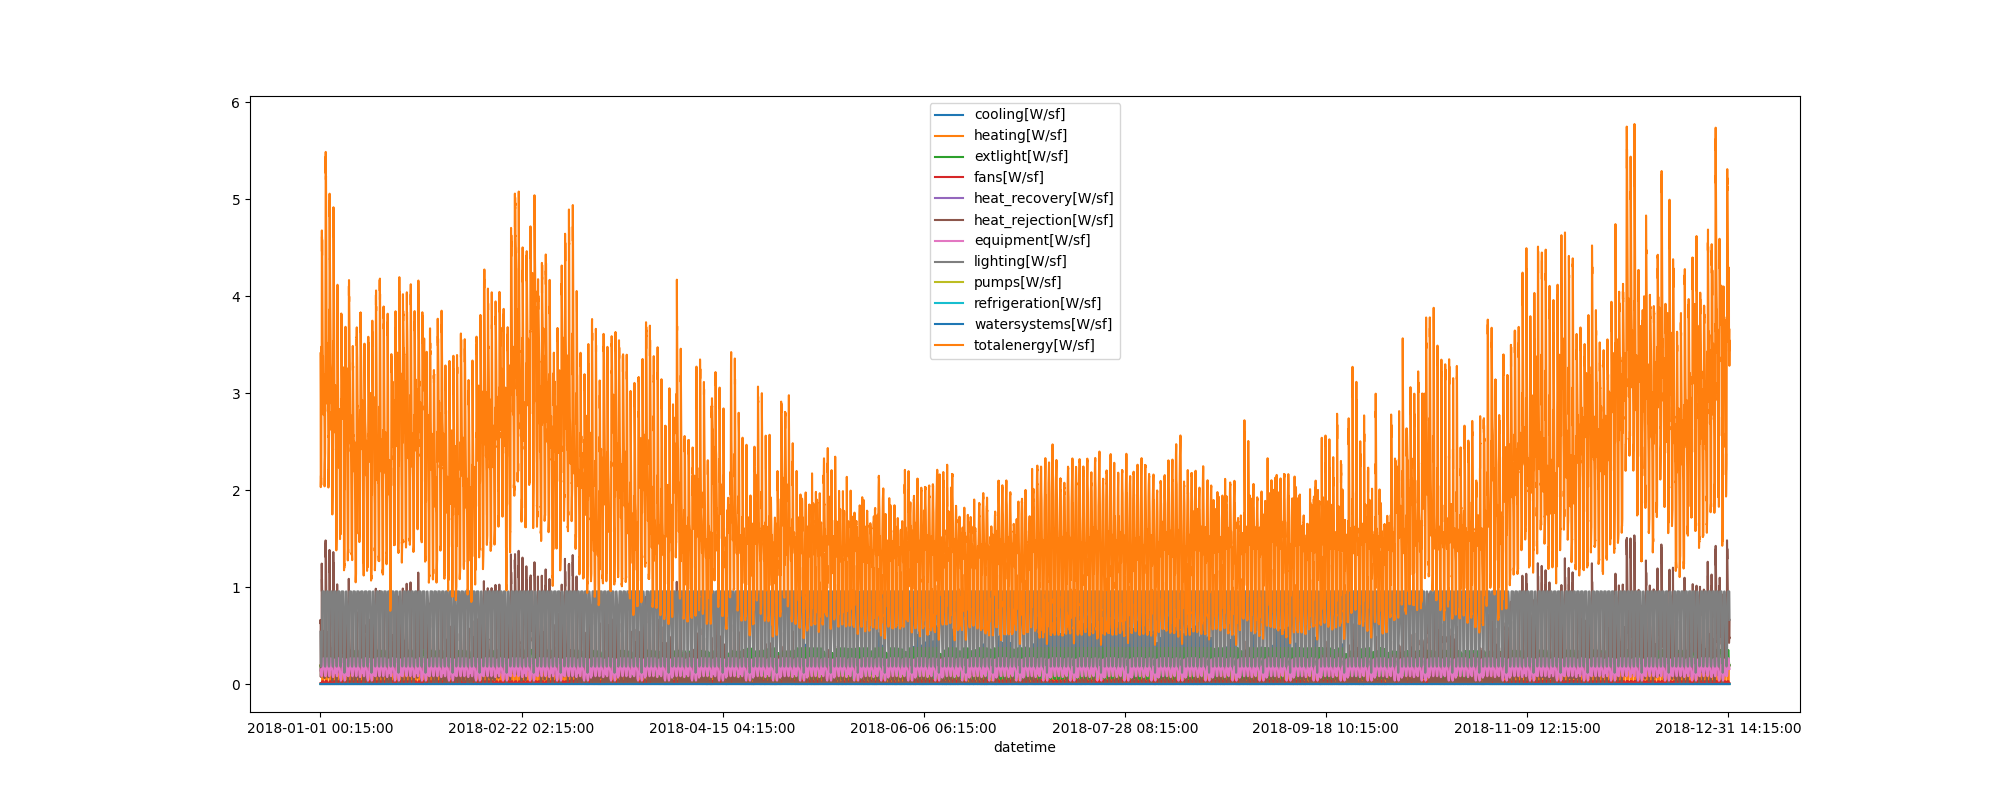 6
5
4
3
2
1
0
cooling[W/sf]
heating[W/sf]
extlight[W/sf]
fans[W/sf]
heat_recovery[W/sf]
heat_rejection[W/sf]
equipment[W/sf]
lighting[W/sf]
pumps[W/sf]
refrigeration[W/sf]
watersystems[W/sf]
totalenergy[W/sf]
2018-01-01 00:15:00 2018-02-22 02:15:00 2018-04-15 04:15:00 2018-06-06 06:15:00 2018-07-28 08:15:00 2018-09-18 10:15:00 2018-11-09 12:15:00 2018-12-31 14:15:00
datetime